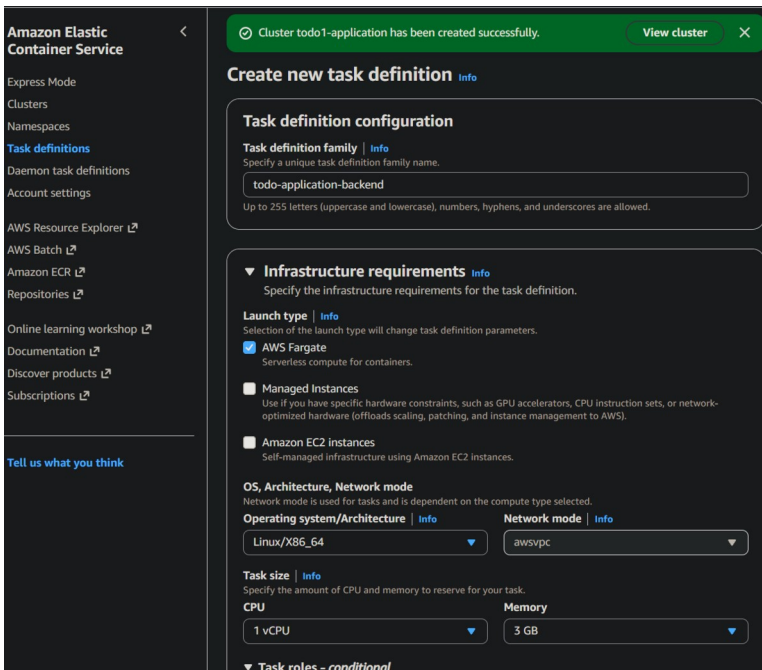 Amazon Elastic
Container Service
Express Mode
Clusters
Namespaces
Task definitions
Daemon task definitions
Account settings
AWS Resource Explorer
AWS Batch
Amazon ECR
Repositories
Online learning workshop
Documentation
Discover products
Subscriptions
Tell us what you think
Cluster todo1-application has been created successfully.
View cluster
Create new task definition Info
Task definition configuration
Task definition family | Info
Specify a unique task definition family name.
todo-application-backend
Up to 255 letters (uppercase and lowercase), numbers, hyphens, and underscores are allowed.
Infrastructure requirements Info
Specify the infrastructure requirements for the task definition.
Launch type | Info
Selection of the launch type will change task definition parameters.
AWS Fargate
Serverless compute for containers.
Managed Instances
Use if you have specific hardware constraints, such as GPU accelerators, CPU instruction sets, or network-
optimized hardware (offloads scaling, patching, and instance management to AWS).
Amazon EC2 instances
Self-managed infrastructure using Amazon EC2 instances.
OS, Architecture, Network mode
Network mode is used for tasks and is dependent on the compute type selected.
Operating system/Architecture | Info
Linux/X86_64
Network mode | Info
awsvpc
Task size | Info
Specify the amount of CPU and memory to reserve for your task.
CPU
1 vCPU
Memory
3 GB
Task roles - conditional